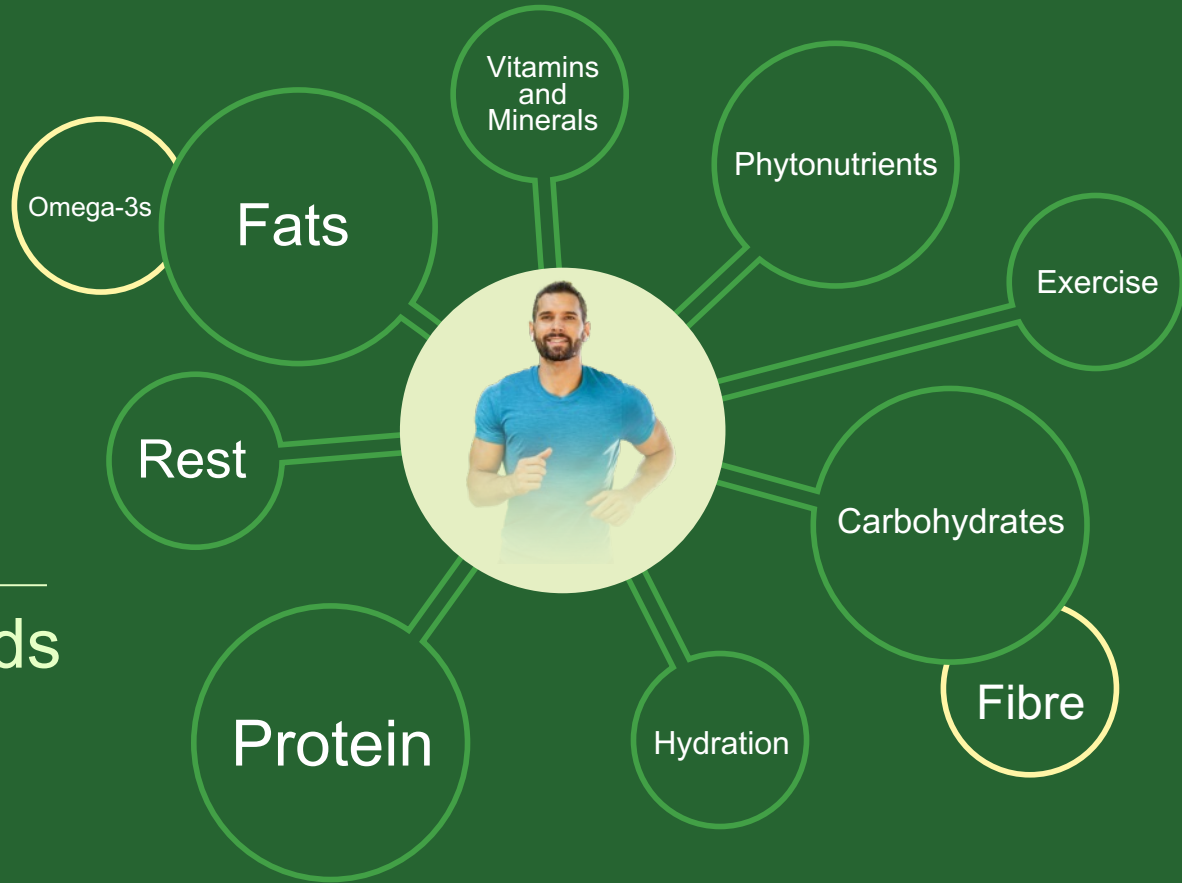 Vitamins
and
Minerals
Phytonutrients
Omega-3s
Fats
Exercise
Rest
Carbohydrates
ds
Fibre
Protein
Hydration